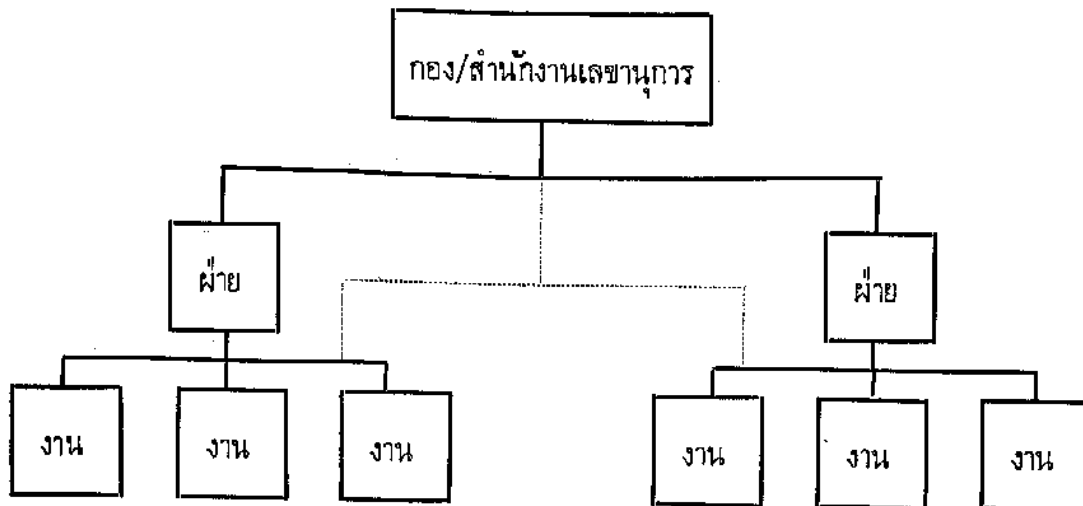 กอง/สำนักงานเลขานุการ
ฝ่าย
ฝ่าย
งาน
งาน
งาน
งาน
งาน
งาน